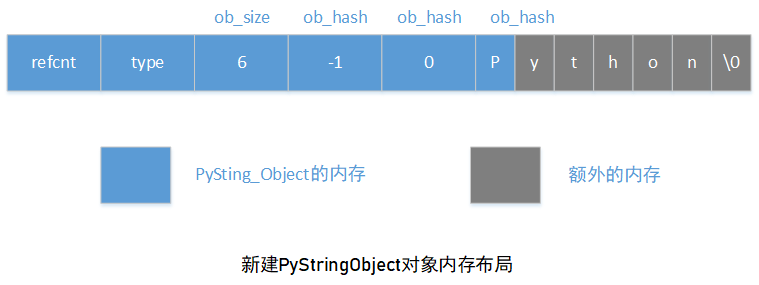 ob_size ob_hash ob_hash ob_hash
refcnt type 6 -1 0 P y t h o n \0
PySting_Object的内存 额外的内存
新建PyStringObject对象内存布局